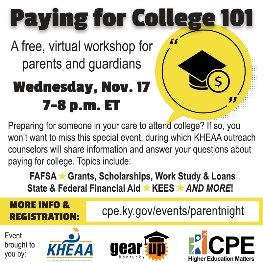 Paying for College 101
A free, virtual workshop for
parents and guardians
Wednesday, Nov. 17
7-8 p.m. ET
$
Preparing for someone in your care to attend college? If so, you
won't want to miss this special event, during which KHEAA outreach
counselors will share information and answer your questions about
paying for college. Topics include:
FAFSA ★ Grants, Scholarships, Work Study & Loans
State & Federal Financial Aid ★ KEES ★ AND MORE!
MORE INFO &
REGISTRATION:
cpe.ky.gov/events/parentnight
Event
brought to
you by:
KHEAA
gear up
kentucky
CPE
Higher Education Matters